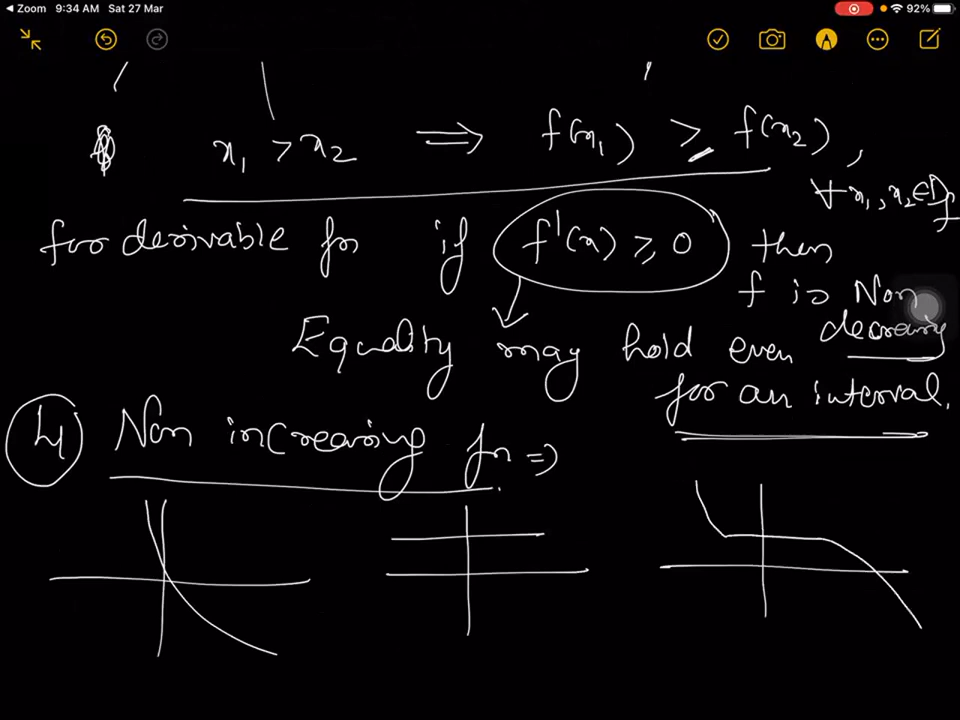 Zoom 9:34 AM Sat 27 Mar 92%
x₁ > x₂ ⟹ f(x₁) ≥ f(x₂),
∀ x₁, x₂ ∈ Df
for derivable fn if f'(x) ≥ 0 then
f is Non
decreasing
Equality may hold even
for an interval.
4 Non increasing fn ⇒